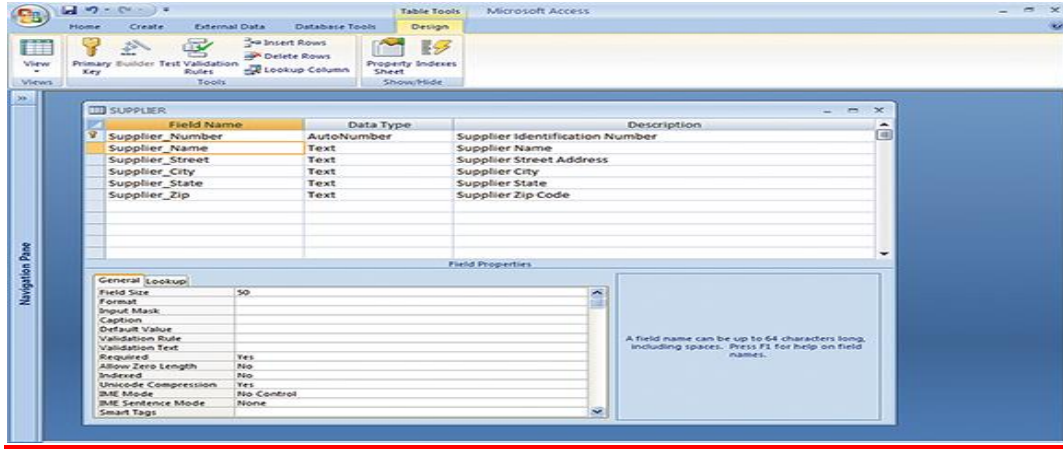 Table Tools Microsoft Access
Home Create External Data Database Tools Design
View
Primary Key
Builder
Test Validation Rules
Insert Rows
Delete Rows
Lookup Column
Property Sheet
Indexes
Views Tools Show/Hide
SUPPLIER
Field Name Data Type Description
Supplier_Number AutoNumber Supplier Identification Number
Supplier_Name Text Supplier Name
Supplier_Street Text Supplier Street Address
Supplier_City Text Supplier City
Supplier_State Text Supplier State
Supplier_Zip Text Supplier Zip Code
Navigation Pane
Field Properties
General Lookup
Field Size 50
Format
Input Mask
Caption
Default Value
Validation Rule
Validation Text
Required Yes
Allow Zero Length No
Indexed No
Unicode Compression Yes
IME Mode No Control
IME Sentence Mode None
Smart Tags
A field name can be up to 64 characters long,
including spaces. Press F1 for help on field
names.